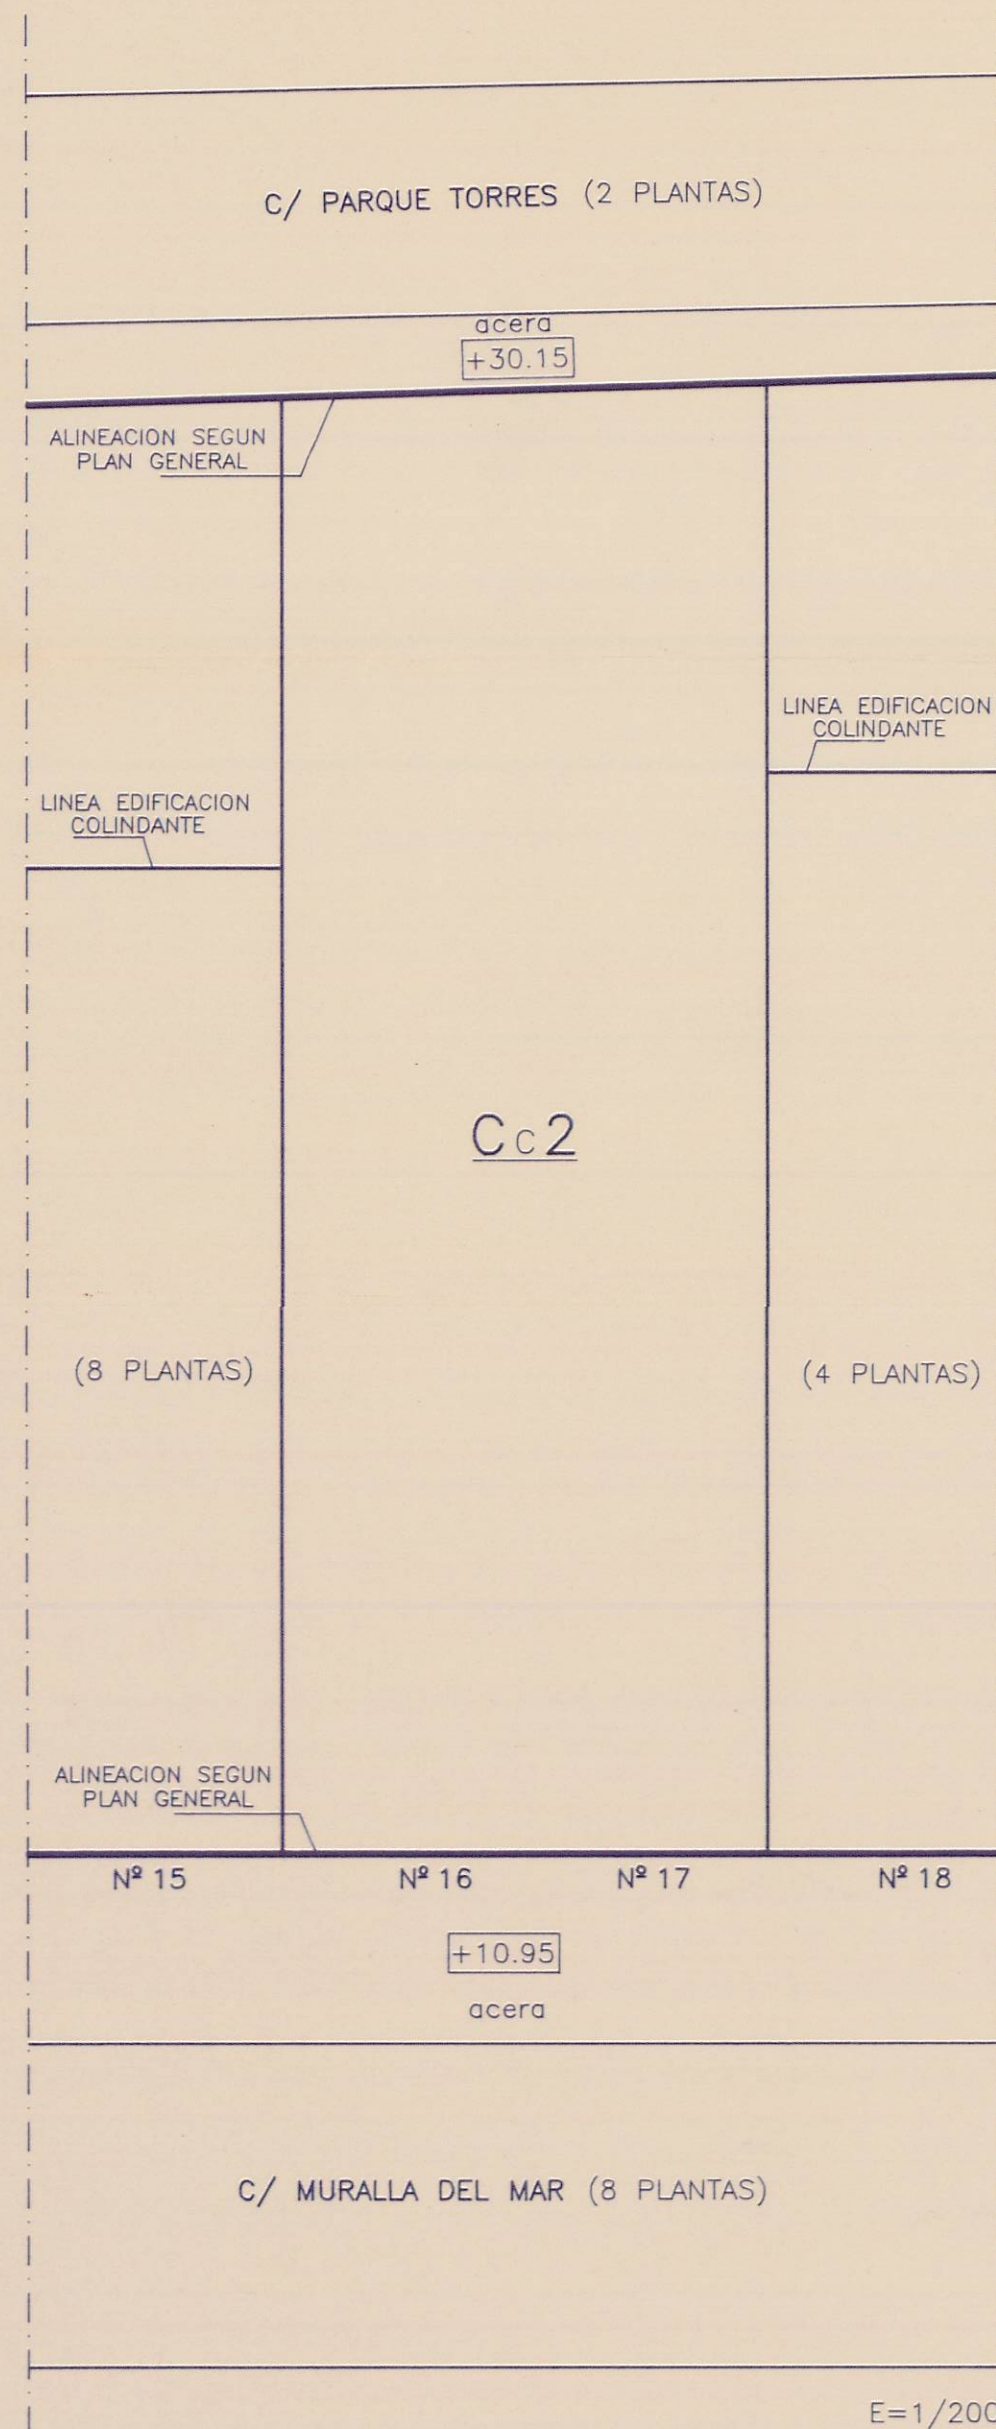 C/ PARQUE TORRES (2 PLANTAS)
acera
+30.15
ALINEACION SEGUN
PLAN GENERAL
LINEA EDIFICACION
COLINDANTE
LINEA EDIFICACION
COLINDANTE
Cc2
(8 PLANTAS)
(4 PLANTAS)
ALINEACION SEGUN
PLAN GENERAL
Nº 15
Nº 16
Nº 17
Nº 18
+10.95
acera
C/ MURALLA DEL MAR (8 PLANTAS)
E=1/200